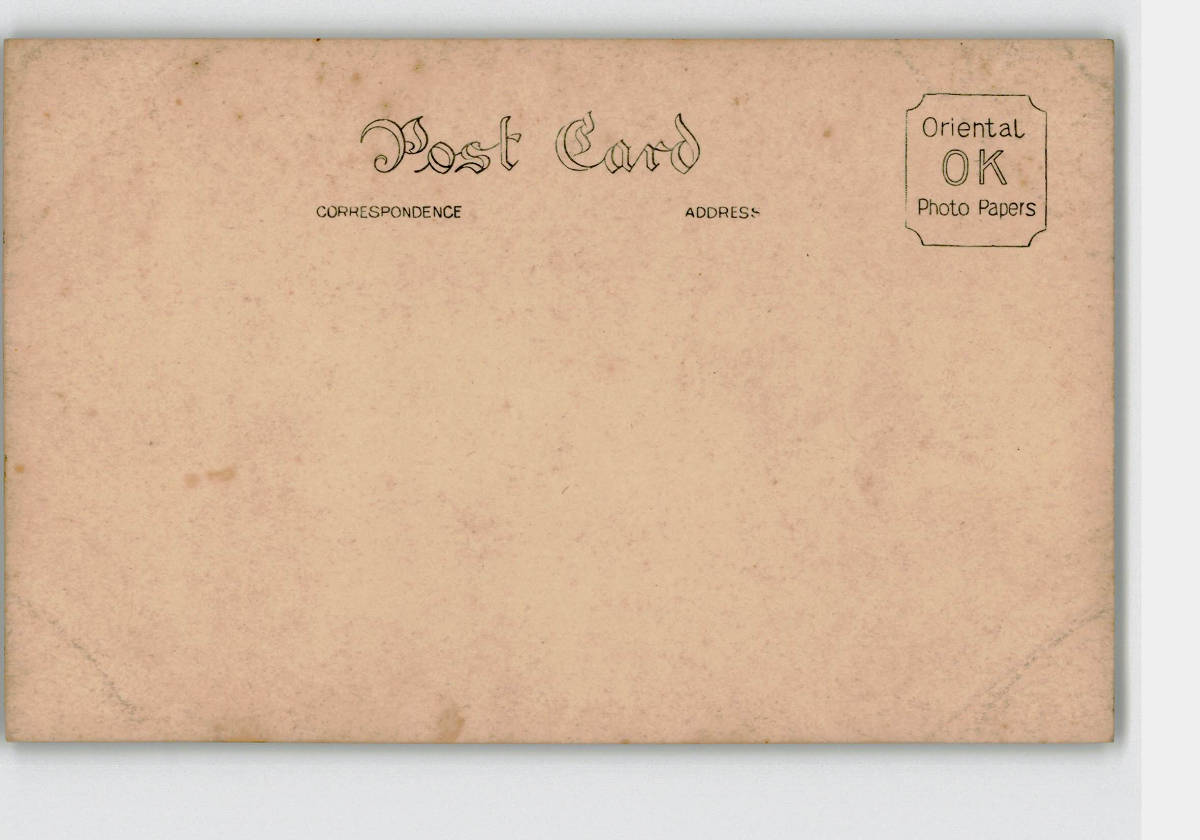 Post Card
CORRESPONDENCE
ADDRESS
Oriental
OK
Photo Papers